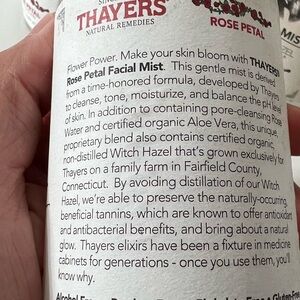 SINCE
THAYERS
NATURAL REMEDIES
ROSE PETAL
Flower Power. Make your skin bloom with THAYERS®
Rose Petal Facial Mist. This gentle mist is derived
from a time-honored formula, developed by Thayers
to cleanse, tone, moisturize, and balance the pH level
of skin. In addition to containing pore-cleansing Rose
Water and certified organic Aloe Vera, this unique,
proprietary blend also contains certified organic,
non-distilled Witch Hazel that's grown exclusively for
Thayers on a family farm in Fairfield County,
Connecticut. By avoiding distillation of our Witch
Hazel, we're able to preserve the naturally-occurring,
beneficial tannins, which are known to offer antioxidant
and antibacterial benefits, and bring about a natural
glow. Thayers elixirs have been a fixture in medicine
cabinets for generations - once you use them, you'll
know why.
Alcohol Free
MIS